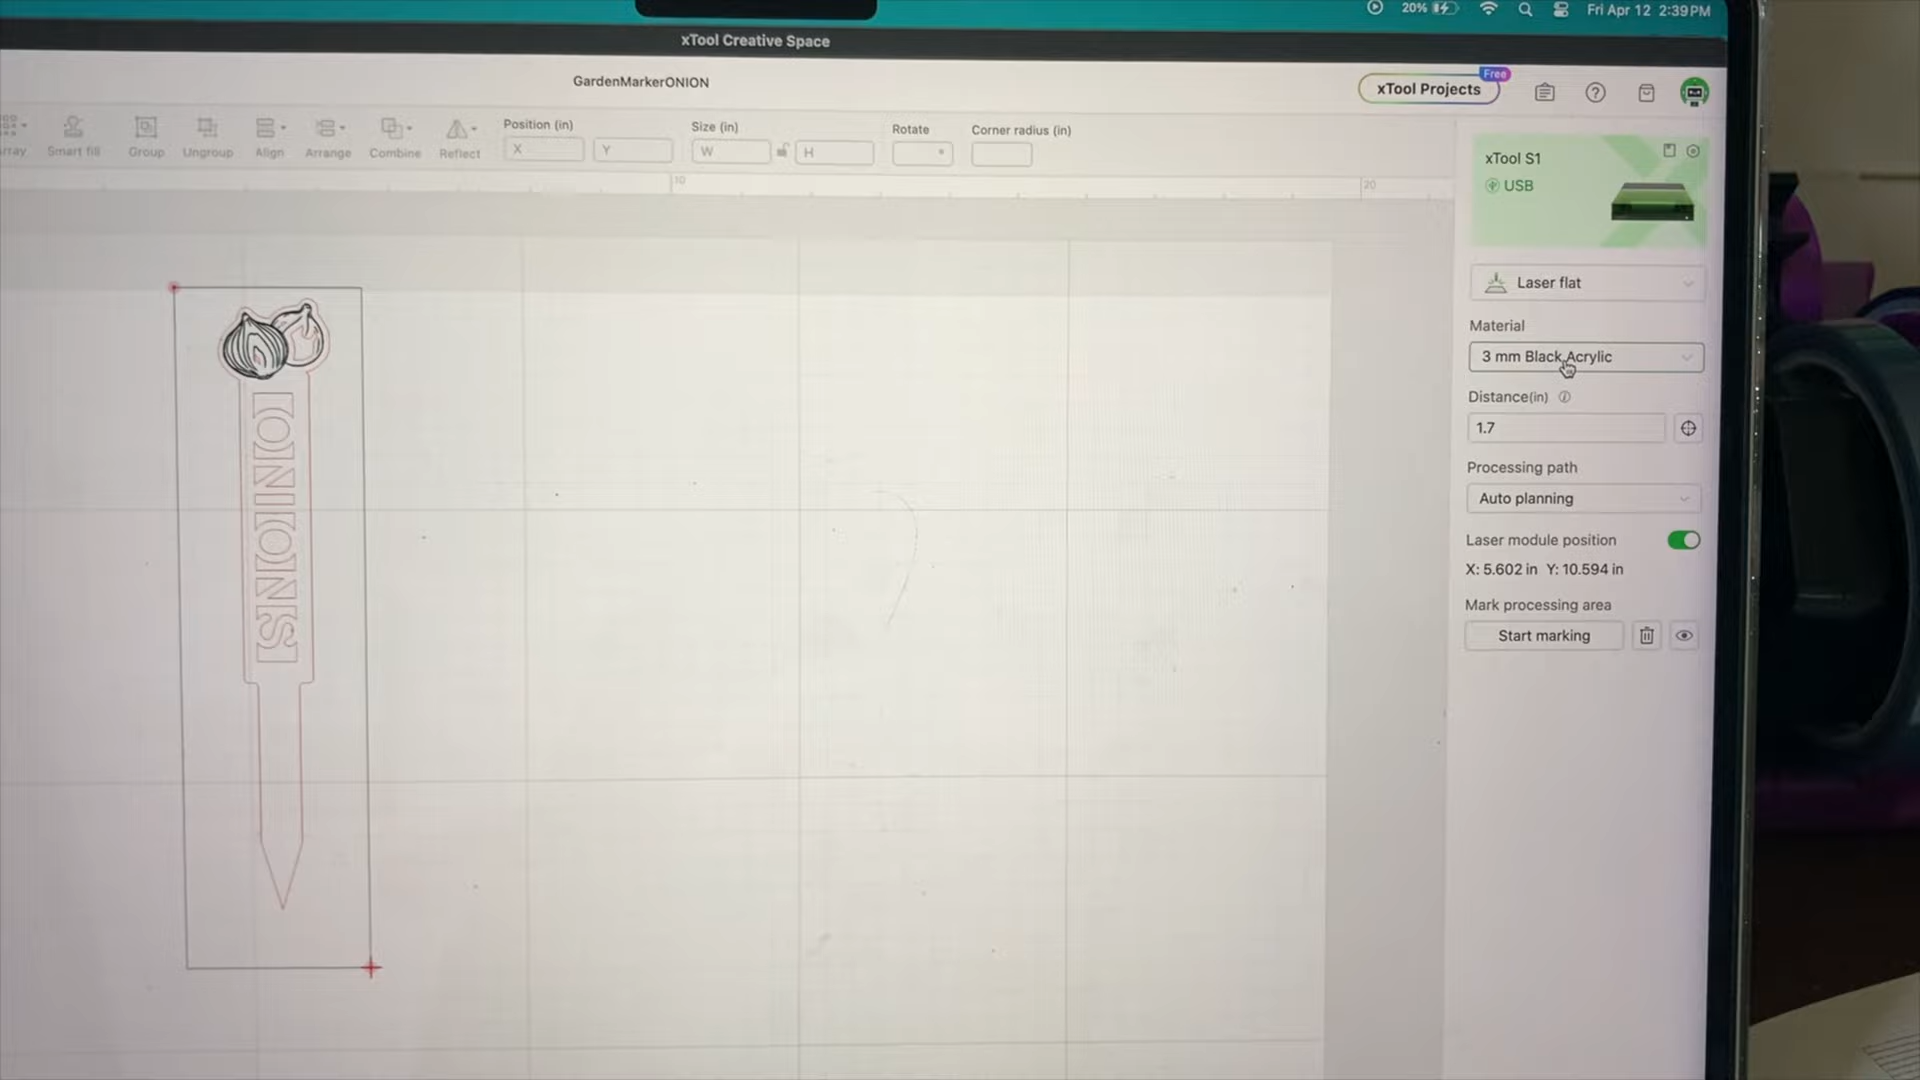 20% Fri Apr 12 2:39 PM
xTool Creative Space
GardenMarkerONION
Free
xTool Projects
Smart fill Group Ungroup Align Arrange Combine Reflect
Position (in) Size (in) Rotate Corner radius (in)
X Y W H
10 20
xTool S1
USB
Laser flat
Material
3 mm Black Acrylic
Distance(in)
1.7
Processing path
Auto planning
Laser module position
X: 5.602 in Y: 10.594 in
Mark processing area
Start marking
ONIONS